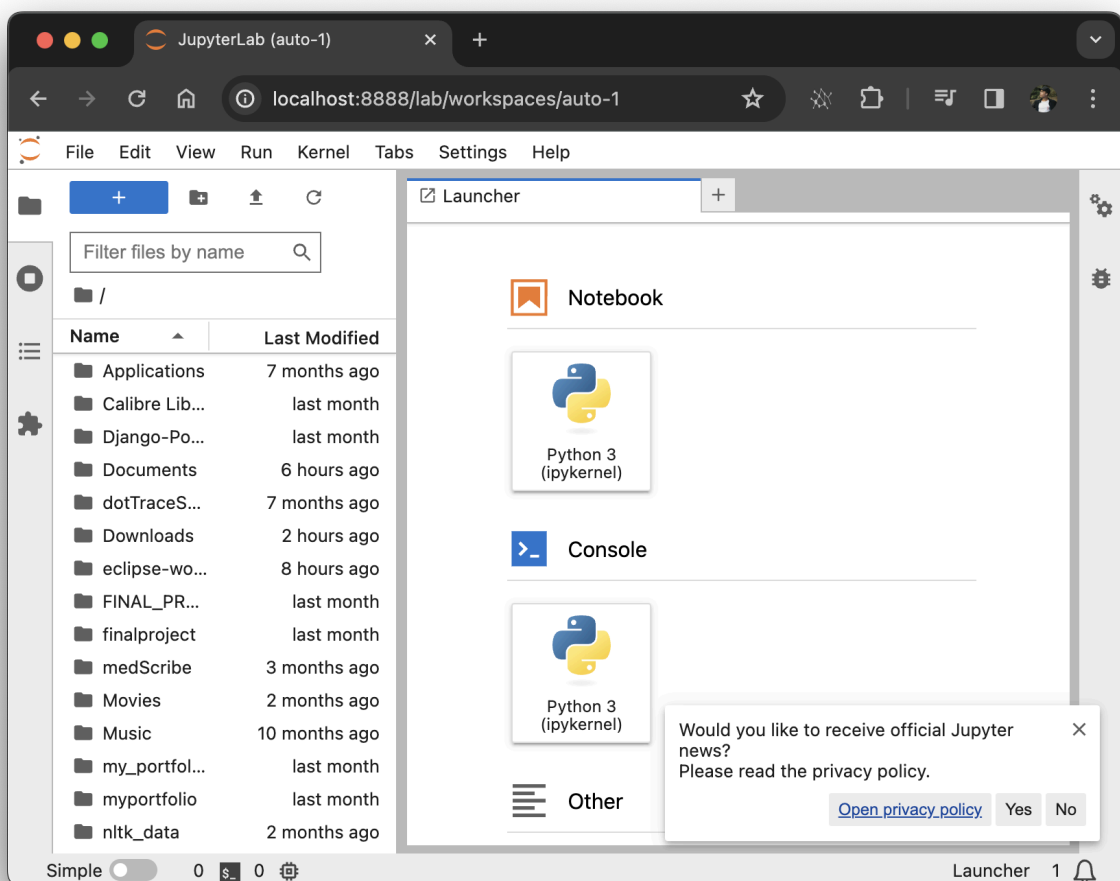 JupyterLab (auto-1)
localhost:8888/lab/workspaces/auto-1
File Edit View Run Kernel Tabs Settings Help
Filter files by name
/
Name Last Modified
Applications 7 months ago
Calibre Lib... last month
Django-Po... last month
Documents 6 hours ago
dotTraceS... 7 months ago
Downloads 2 hours ago
eclipse-wo... 8 hours ago
FINAL_PR... last month
finalproject last month
medScribe 3 months ago
Movies 2 months ago
Music 10 months ago
my_portfol... last month
myportfolio last month
nltk_data 2 months ago
Launcher
Notebook
Python 3
(ipykernel)
Console
Python 3
(ipykernel)
Other
Would you like to receive official Jupyter
news?
Please read the privacy policy.
Open privacy policy Yes No
Simple 0 $_ 0 Launcher 1